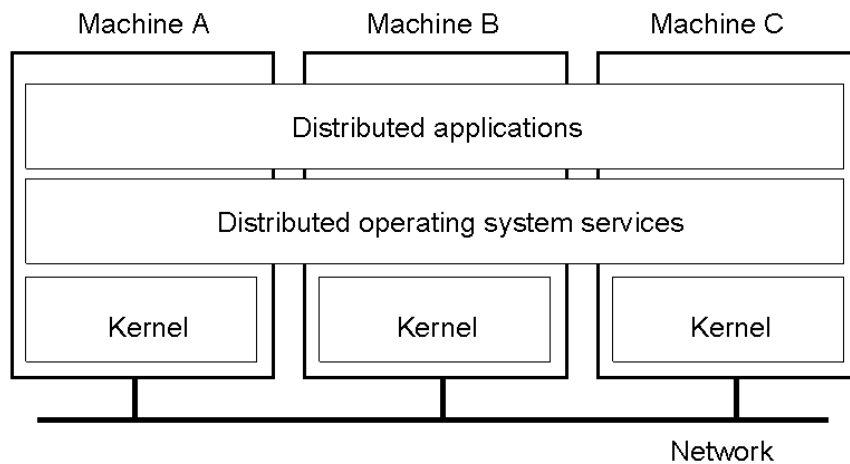 Machine A
Machine B
Machine C
Distributed applications
Distributed operating system services
Kernel
Kernel
Kernel
Network